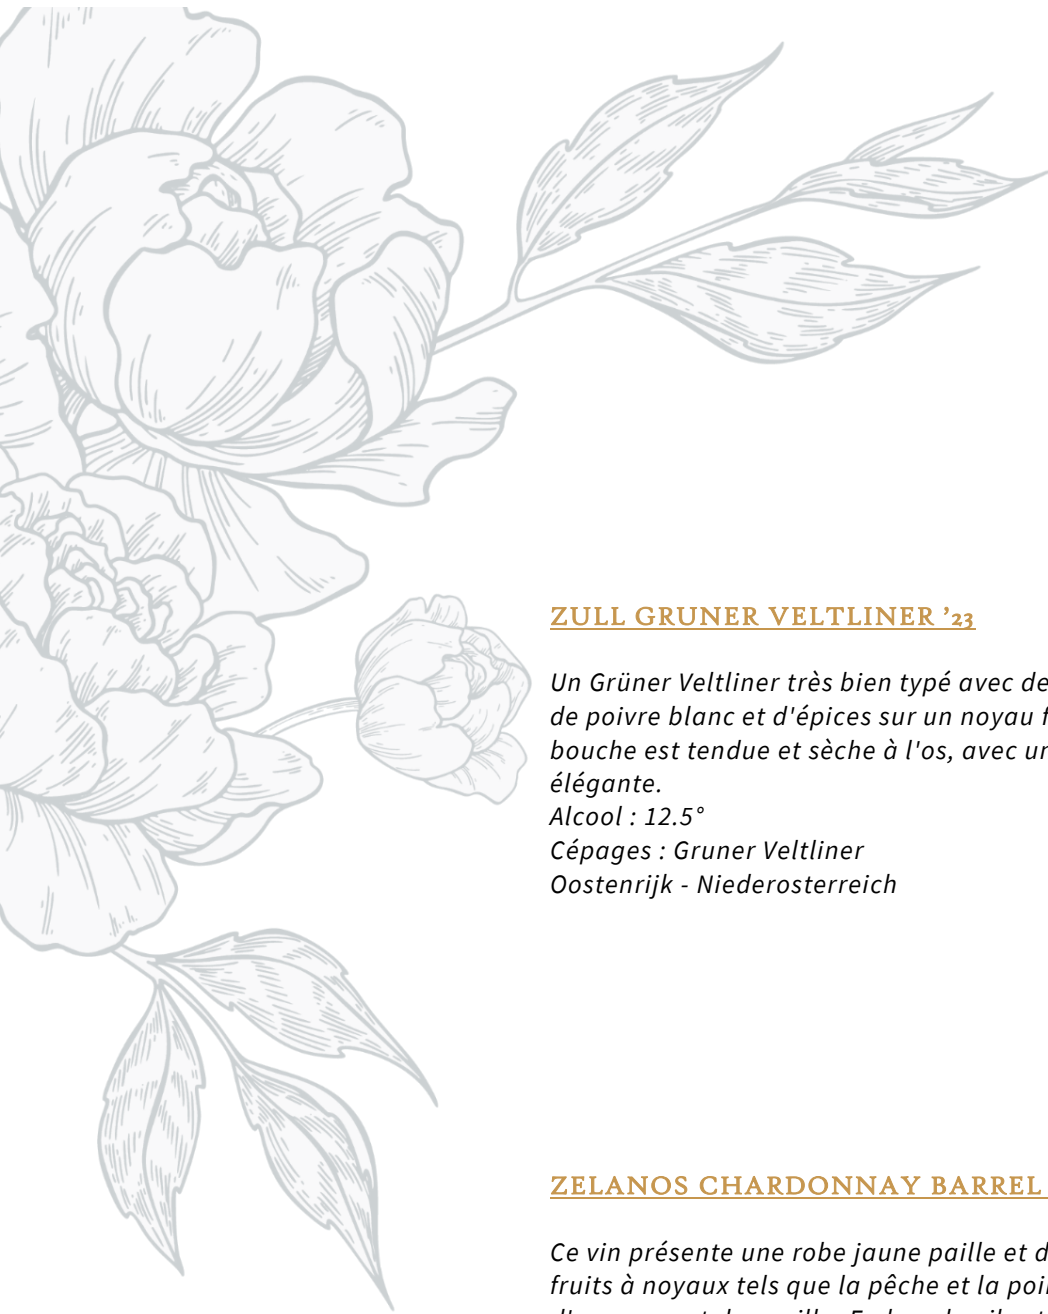 ZULL GRUNER VELTLINER ’23
Un Grüner Veltliner très bien typé avec de
de poivre blanc et d'épices sur un noyau
bouche est tendue et sèche à l'os, avec
élégante.
Alcool : 12.5°
Cépages : Gruner Veltliner
Oostenrijk - Niederosterreich
ZELANOS CHARDONNAY BARREL
Ce vin présente une robe jaune paille et
fruits à noyaux tels que la pêche et la